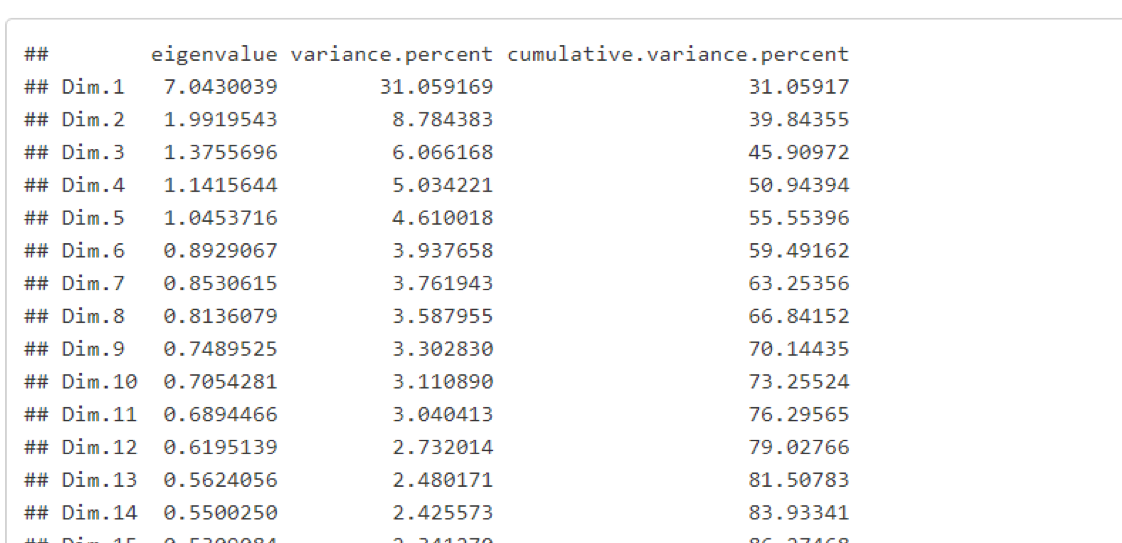 ##          eigenvalue variance.percent cumulative.variance.percent
## Dim.1   7.0430039        31.059169                    31.05917
## Dim.2   1.9919543         8.784383                    39.84355
## Dim.3   1.3755696         6.066168                    45.90972
## Dim.4   1.1415644         5.034221                    50.94394
## Dim.5   1.0453716         4.610018                    55.55396
## Dim.6   0.8929067         3.937658                    59.49162
## Dim.7   0.8530615         3.761943                    63.25356
## Dim.8   0.8136079         3.587955                    66.84152
## Dim.9   0.7489525         3.302830                    70.14435
## Dim.10  0.7054281         3.110890                    73.25524
## Dim.11  0.6894466         3.040413                    76.29565
## Dim.12  0.6195139         2.732014                    79.02766
## Dim.13  0.5624056         2.480171                    81.50783
## Dim.14  0.5500250         2.425573                    83.93341
## Dim.15